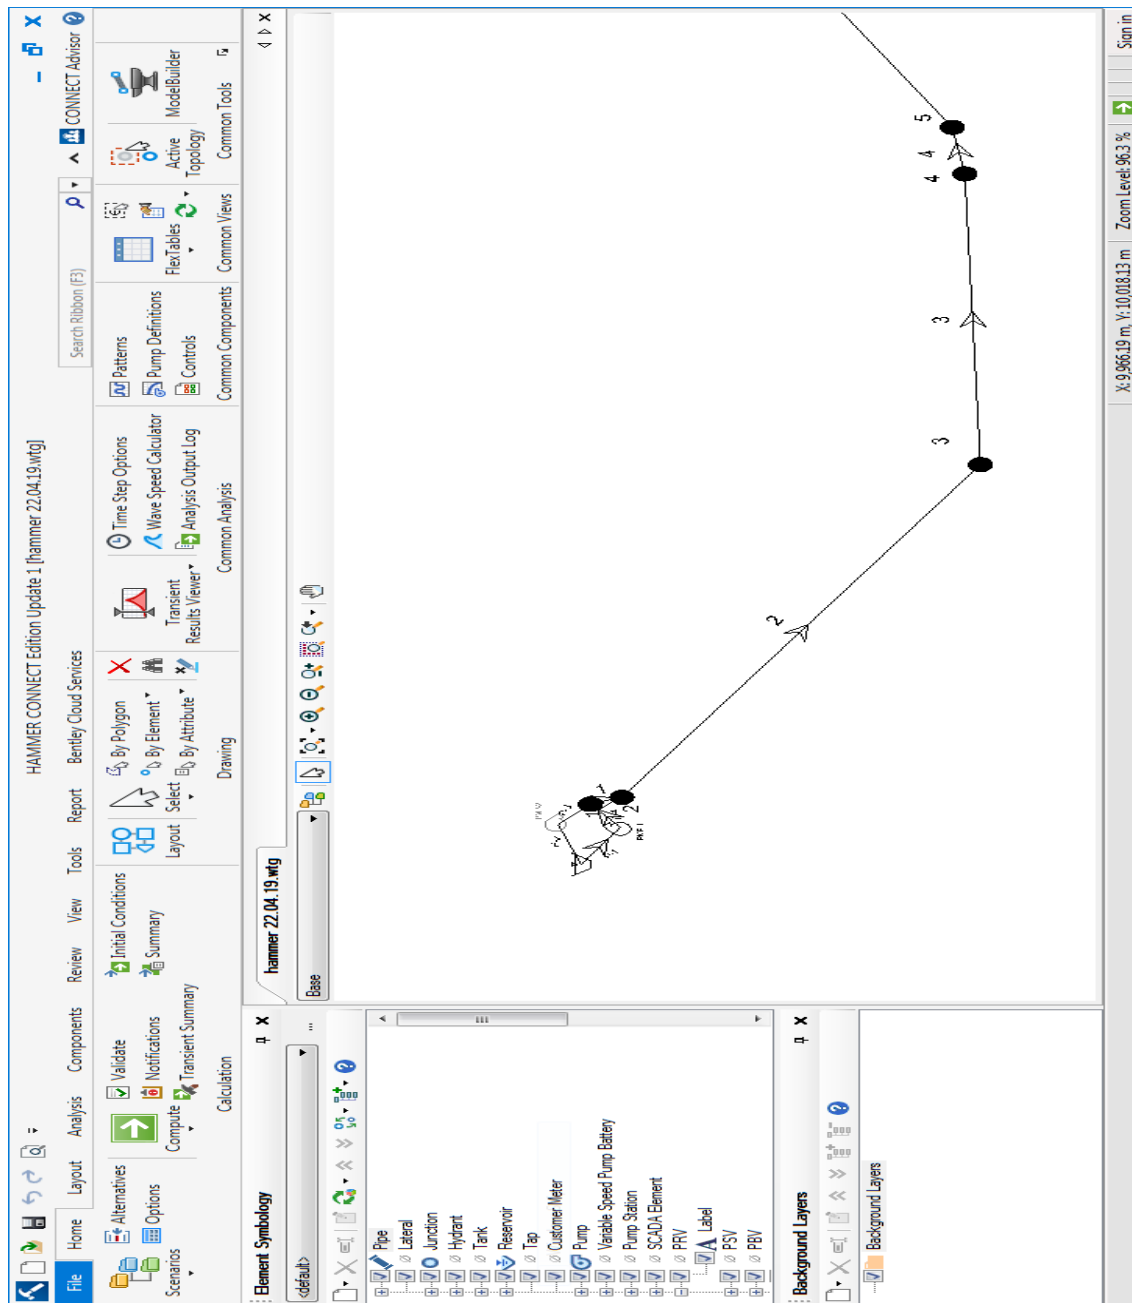 HAMMER CONNECT Edition Update 1 [hammer 22.04.19.wtg]
File Home Layout Analysis Components Review View Tools Report Bentley Cloud Services
Search Ribbon (F3)
CONNECT Advisor
Scenarios
Alternatives
Options
Compute
Validate
Notifications
Transient Summary
Initial Conditions
Summary
Calculation
Layout
Select
By Polygon
By Element
By Attribute
Drawing
Transient
Results Viewer
Time Step Options
Wave Speed Calculator
Analysis Output Log
Common Analysis
Patterns
Pump Definitions
Controls
Common Components
FlexTables
Common Views
Active
Topology
ModelBuilder
Common Tools
Element Symbology
<default>
...
Pipe
Lateral
Junction
Hydrant
Tank
Reservoir
Tap
Customer Meter
Pump
Variable Speed Pump Battery
Pump Station
SCADA Element
PRV
Label
PSV
PBV
Background Layers
Background Layers
hammer 22.04.19.wtg
Base
2
2
3
3
4
4
5
X: 9,966.19 m, Y: 10,018.13 m
Zoom Level: 96.3 %
Sign in